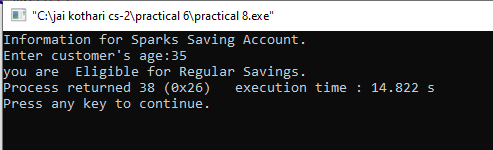 "C:\jai kothari cs-2\practical 6\practical 8.exe"
Information for Sparks Saving Account.
Enter customer's age:35
you are  Eligible for Regular Savings.
Process returned 38 (0x26)   execution time : 14.822 s
Press any key to continue.